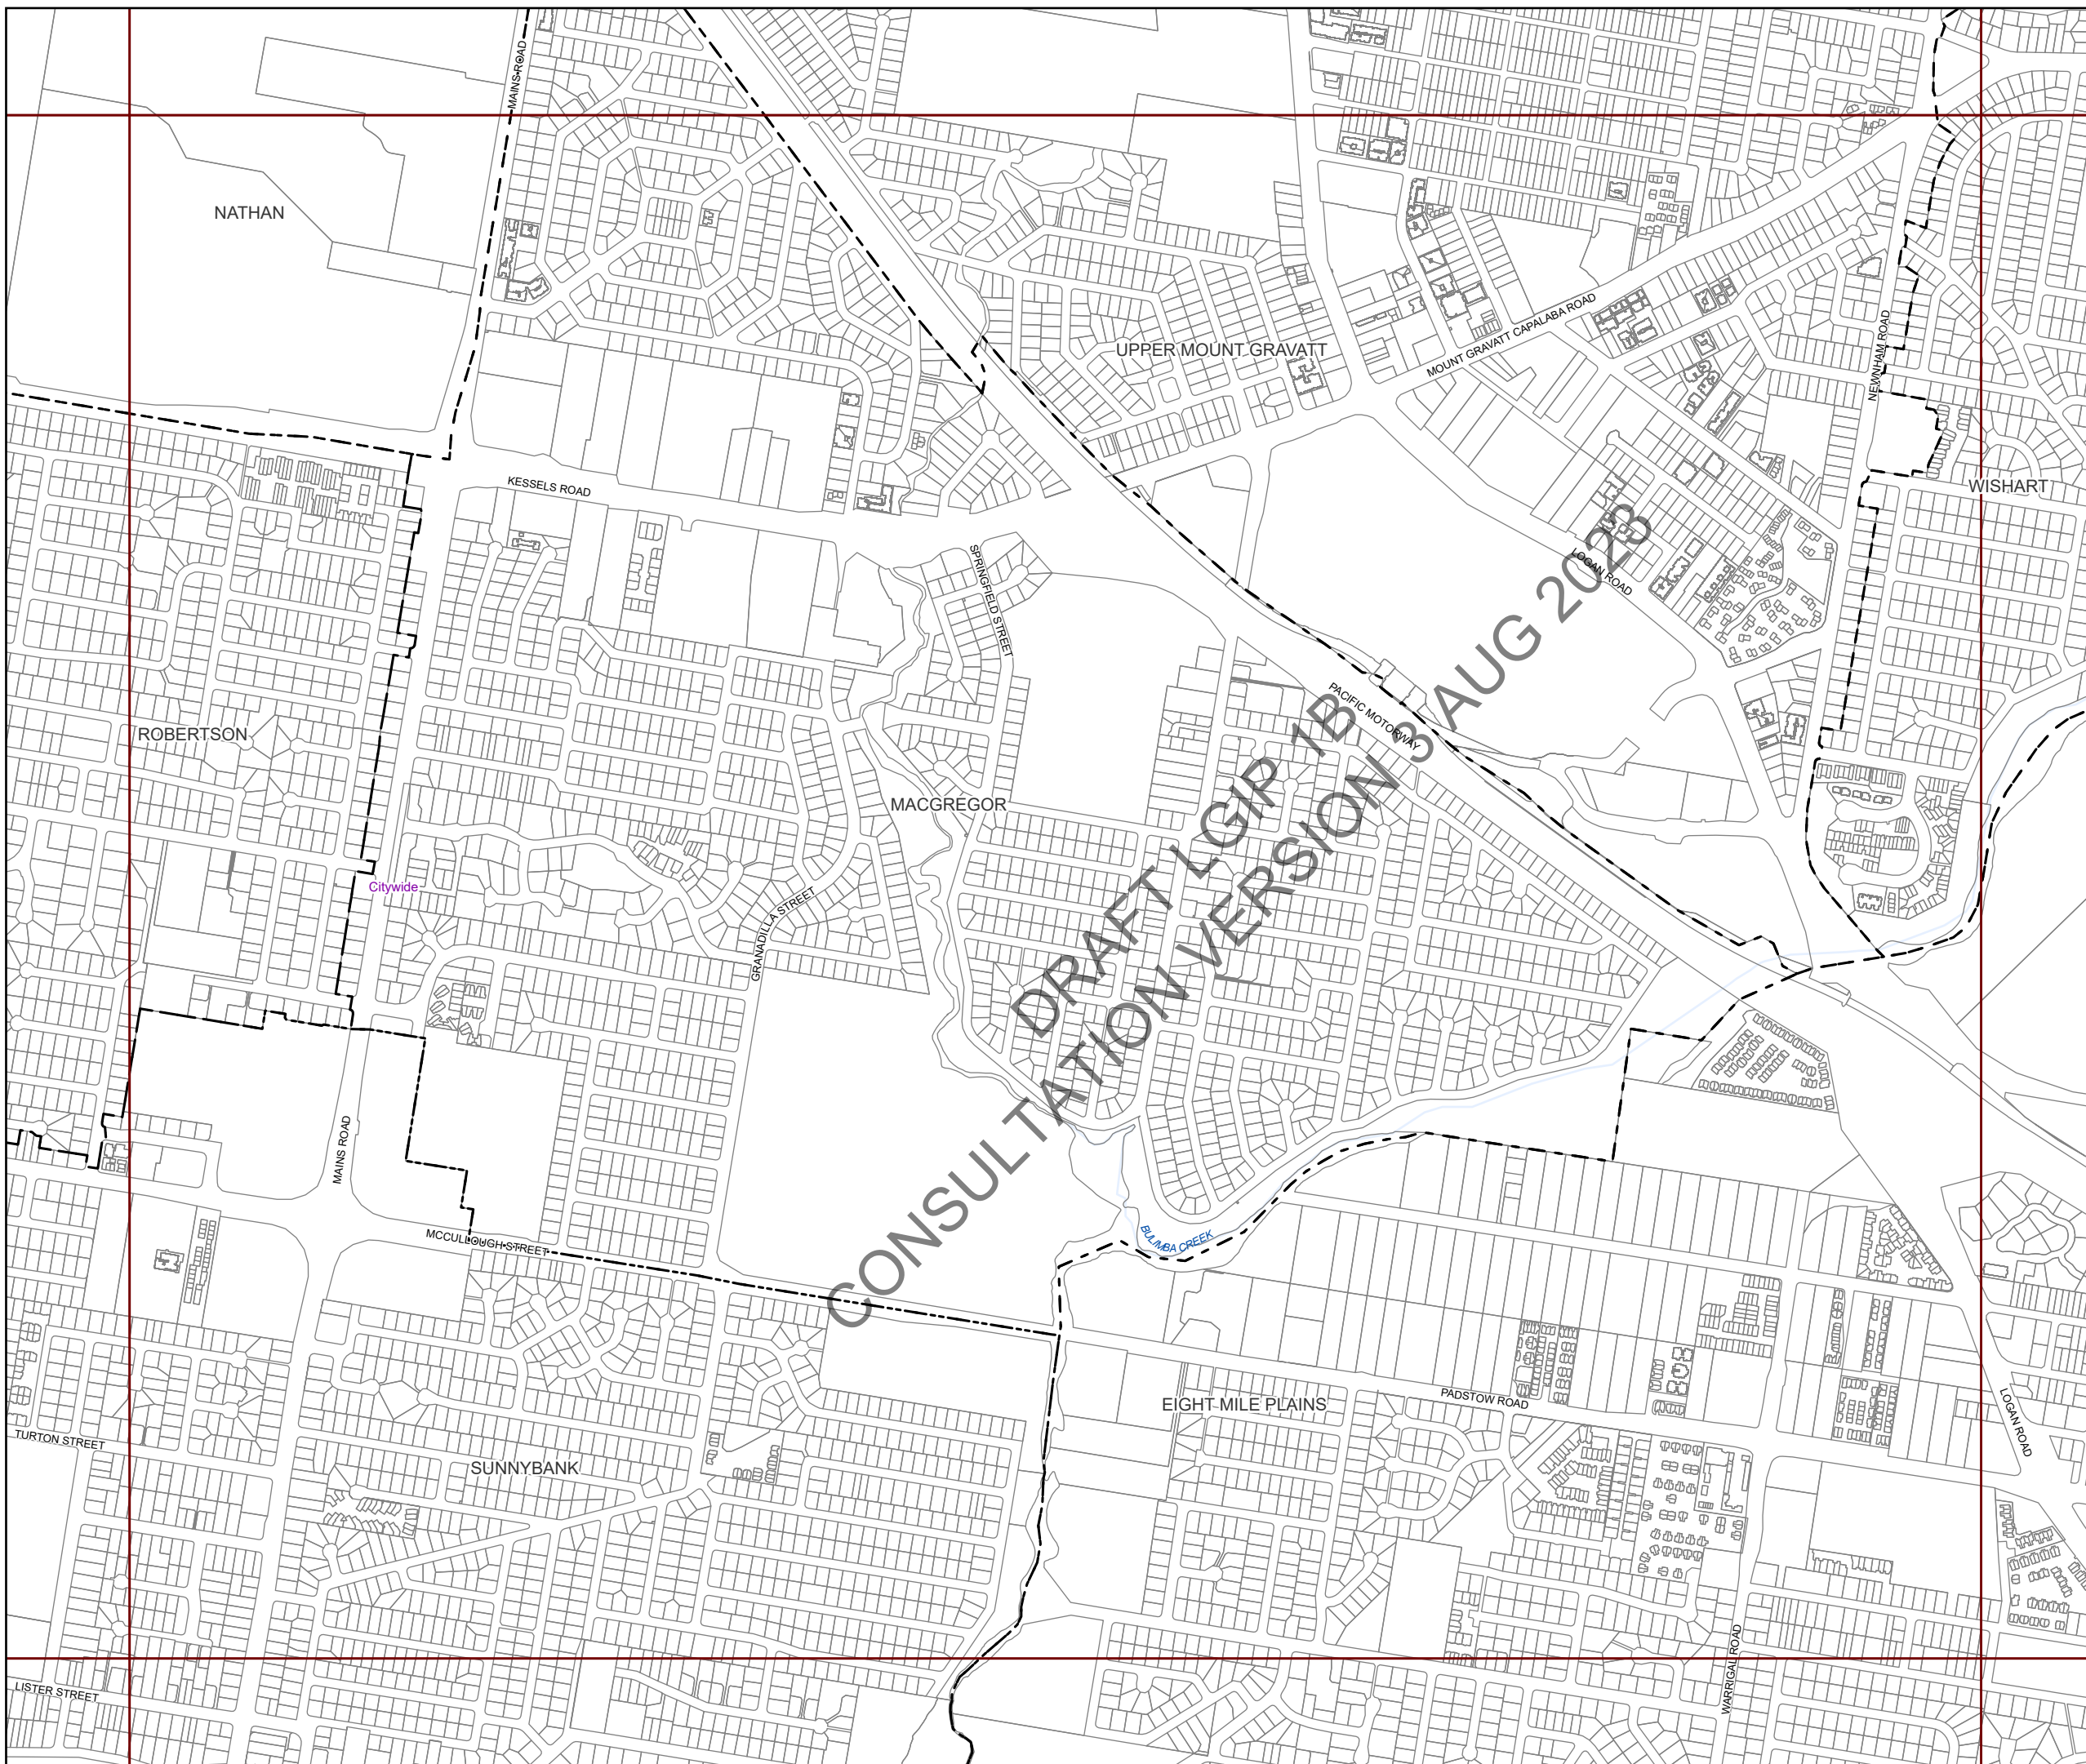 MAINS ROAD
NATHAN
UPPER MOUNT GRAVATT
MOUNT GRAVATT CAPALABA ROAD
NEWNHAM ROAD
KESSELS ROAD
WISHART
SPRINGFIELD STREET
LOGAN ROAD
PACIFIC MOTORWAY
ROBERTSON
MACGREGOR
Citywide
GRANADILLA STREET
DRAFT LGIP 1B
CONSULTATION VERSION 3 AUG 2023
MAINS ROAD
MCCULLOUGH STREET
BULIMBA CREEK
EIGHT MILE PLAINS
PADSTOW ROAD
LOGAN ROAD
TURTON STREET
SUNNYBANK
WARRIGAL ROAD
LISTER STREET